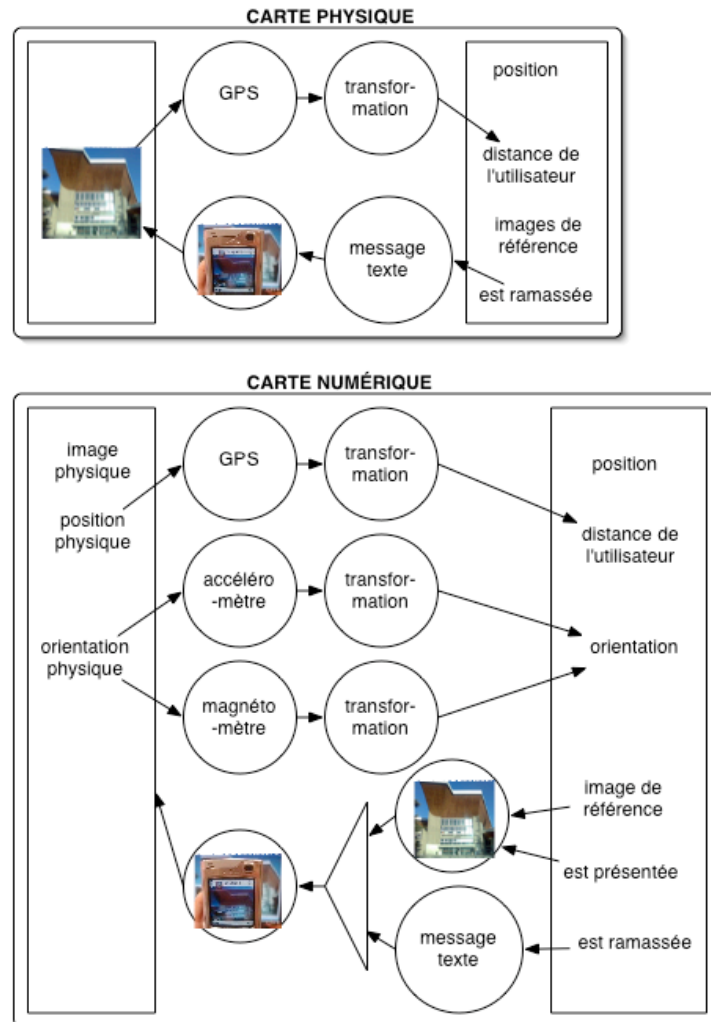 CARTE PHYSIQUE
GPS
transfor-
mation
position
distance de
l'utilisateur
images de
référence
message
texte
est ramassée
CARTE NUMÉRIQUE
image
physique
GPS
transfor-
mation
position
position
physique
distance de
l'utilisateur
accéléro
-mètre
transfor-
mation
orientation
physique
orientation
magnéto
-mètre
transfor-
mation
image de
référence
est présentée
message
texte
est ramassée